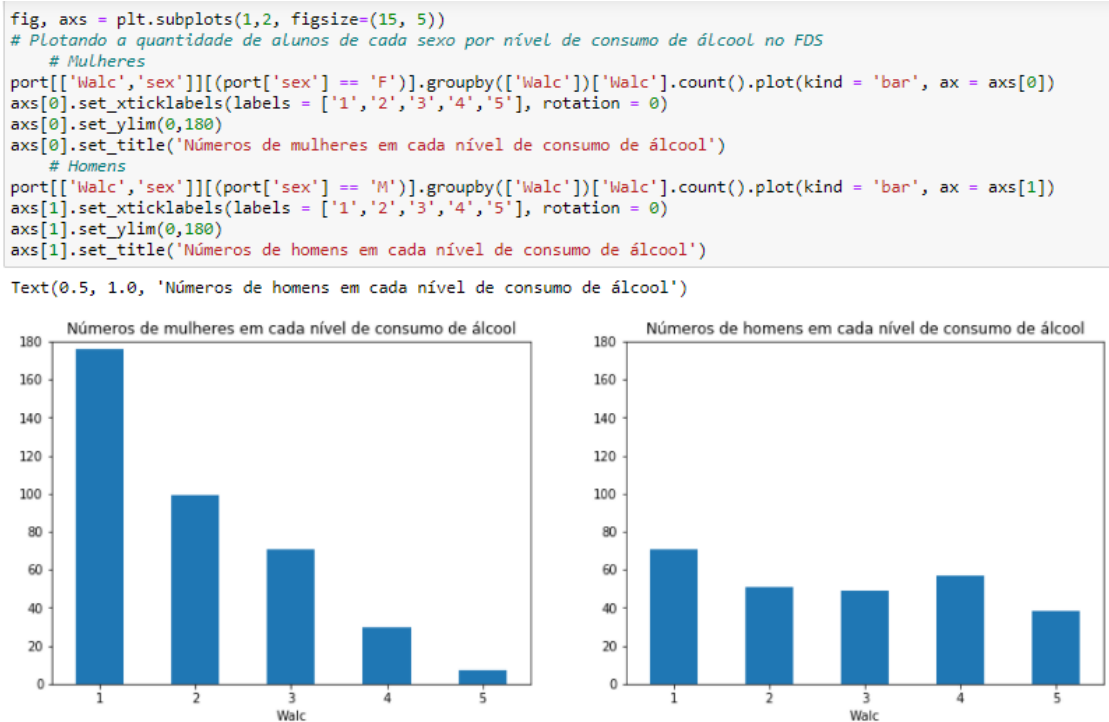 fig, axs = plt.subplots(1,2, figsize=(15, 5))
# Plotando a quantidade de alunos de cada sexo por nível de consumo de álcool no FDS
    # Mulheres
port[['Walc','sex']][(port['sex'] == 'F')].groupby(['Walc'])['Walc'].count().plot(kind = 'bar', ax = axs[0])
axs[0].set_xticklabels(labels = ['1','2','3','4','5'], rotation = 0)
axs[0].set_ylim(0,180)
axs[0].set_title('Números de mulheres em cada nível de consumo de álcool')
    # Homens
port[['Walc','sex']][(port['sex'] == 'M')].groupby(['Walc'])['Walc'].count().plot(kind = 'bar', ax = axs[1])
axs[1].set_xticklabels(labels = ['1','2','3','4','5'], rotation = 0)
axs[1].set_ylim(0,180)
axs[1].set_title('Números de homens em cada nível de consumo de álcool')
Text(0.5, 1.0, 'Números de homens em cada nível de consumo de álcool')
Números de mulheres em cada nível de consumo de álcool
180
160
140
120
100
80
60
40
20
0
1 2 3 4 5
Walc
Números de homens em cada nível de consumo de álcool
180
160
140
120
100
80
60
40
20
0
1 2 3 4 5
Walc